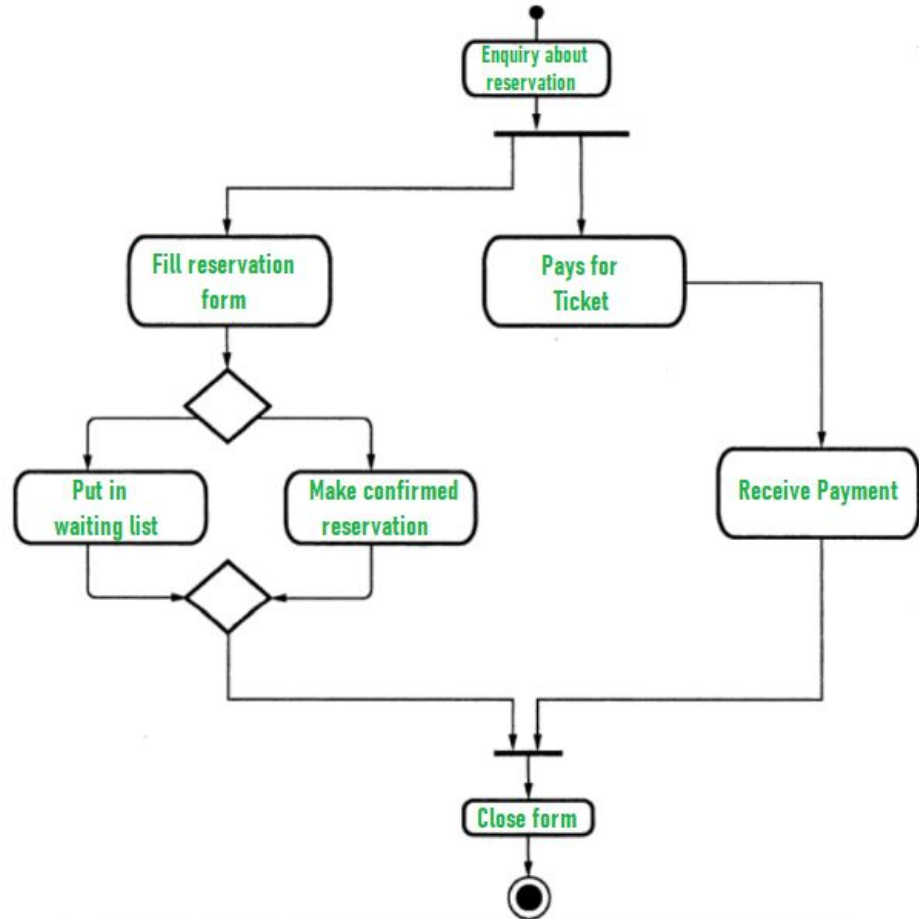 Enquiry about
reservation
Fill reservation
form
Pays for
Ticket
Put in
waiting list
Make confirmed
reservation
Receive Payment
Close form